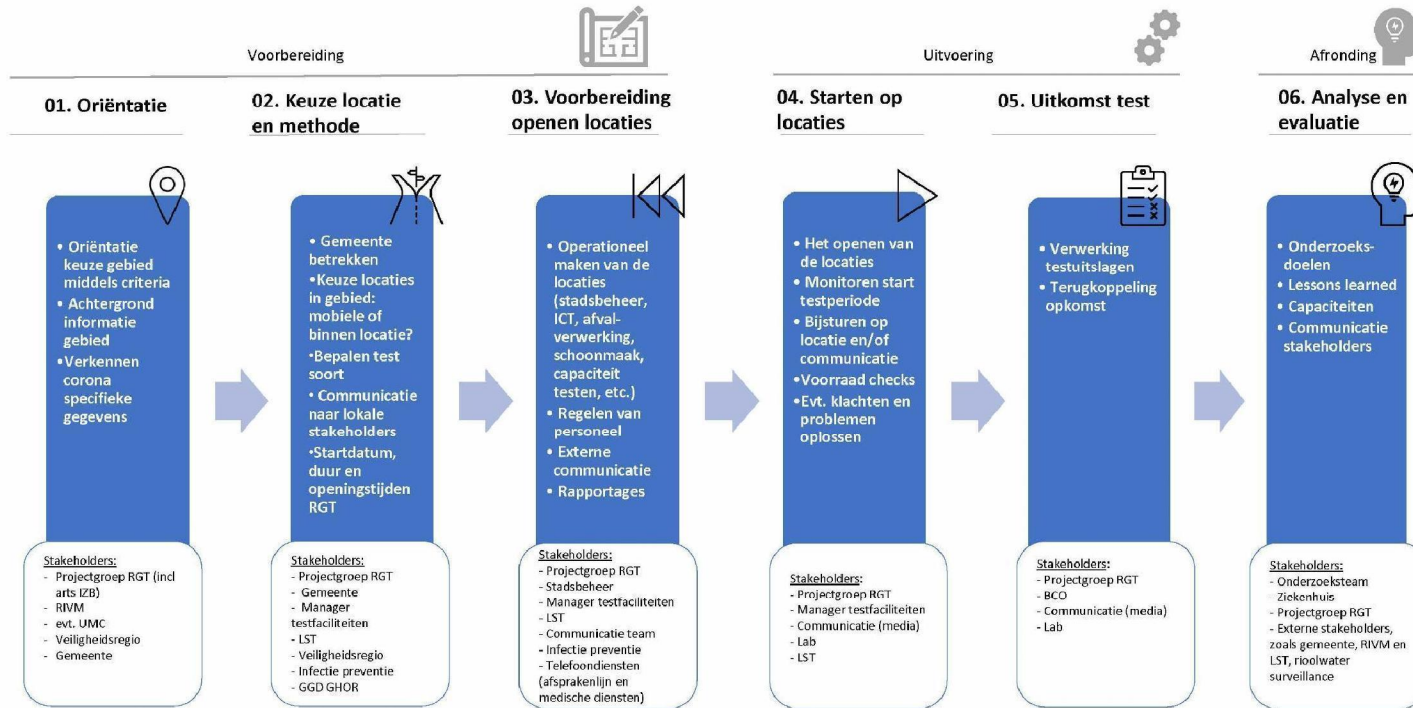 Voorbereiding
Uitvoering
Afronding
01. Oriëntatie
02. Keuze locatie
en methode
03. Voorbereiding
openen locaties
04. Starten op
locaties
05. Uitkomst test
06. Analyse en
evaluatie
• Oriëntatie
keuze gebied
middels criteria
• Achtergrond
informatie
gebied
•Verkennen
corona
specifieke
gegevens
Stakeholders:
- Projectgroep RGT (incl
arts IZB)
- RIVM
- evt. UMC
- Veiligheidsregio
- Gemeente
• Gemeente
betrekken
•Keuze locaties
in gebied:
mobiele of
binnen locatie?
•Bepalen test
soort
• Communicatie
naar lokale
stakeholders
•Startdatum,
duur en
openingstijden
RGT
Stakeholders:
- Projectgroep RGT
- Gemeente
- Manager
testfaciliteiten
- LST
- Veiligheidsregio
- Infectie preventie
- GGD GHOR
• Operationeel
maken van de
locaties
(stadsbeheer,
ICT, afval-
verwerking,
schoonmaak,
capaciteit
testen, etc.)
• Regelen van
personeel
• Externe
communicatie
• Rapportages
Stakeholders:
- Projectgroep RGT
- Stadsbeheer
- Manager testfaciliteiten
- LST
- Communicatie team
- Infectie preventie
- Telefoondiensten
(afsprakenlijn en
medische diensten)
• Het openen van
de locaties
• Monitoren start
testperiode
• Bijsturen op
locatie en/of
communicatie
•Voorraad checks
•Evt. klachten en
problemen
oplossen
Stakeholders:
- Projectgroep RGT
- Manager testfaciliteiten
- Communicatie (media)
- Lab
- LST
• Verwerking
testuitslagen
• Terugkoppeling
opkomst
Stakeholders:
- Projectgroep RGT
- BCO
- Communicatie (media)
- Lab
• Onderzoeks-
doelen
• Lessons learned
• Capaciteiten
• Communicatie
stakeholders
Stakeholders:
- Onderzoeksteam
Ziekenhuis
- Projectgroep RGT
- Externe stakeholders,
zoals gemeente, RIVM en
LST, rioolwater
surveillance